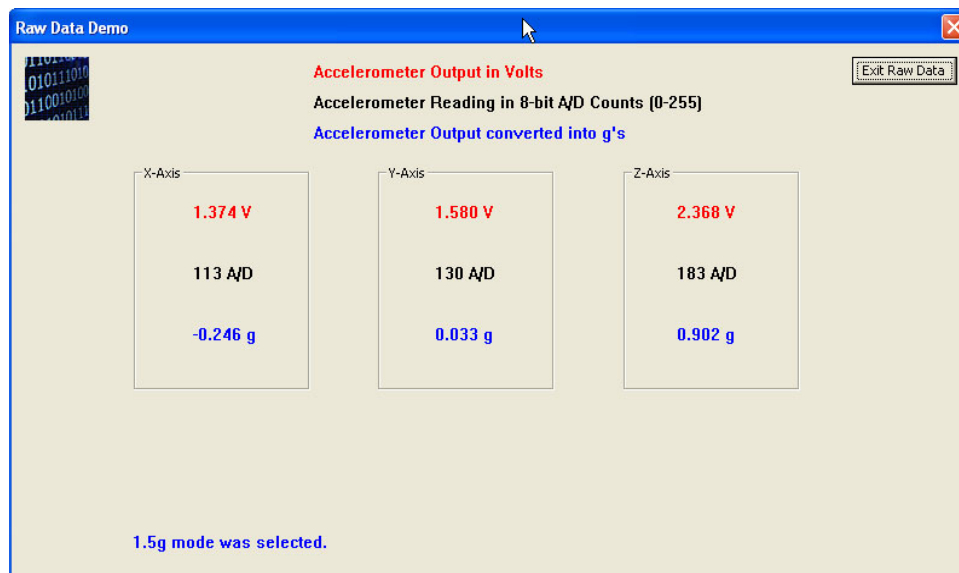 Raw Data Demo
Exit Raw Data
Accelerometer Output in Volts
Accelerometer Reading in 8-bit A/D Counts (0-255)
Accelerometer Output converted into g's
X-Axis
1.374 V
113 A/D
-0.246 g
Y-Axis
1.580 V
130 A/D
0.033 g
Z-Axis
2.368 V
183 A/D
0.902 g
1.5g mode was selected.